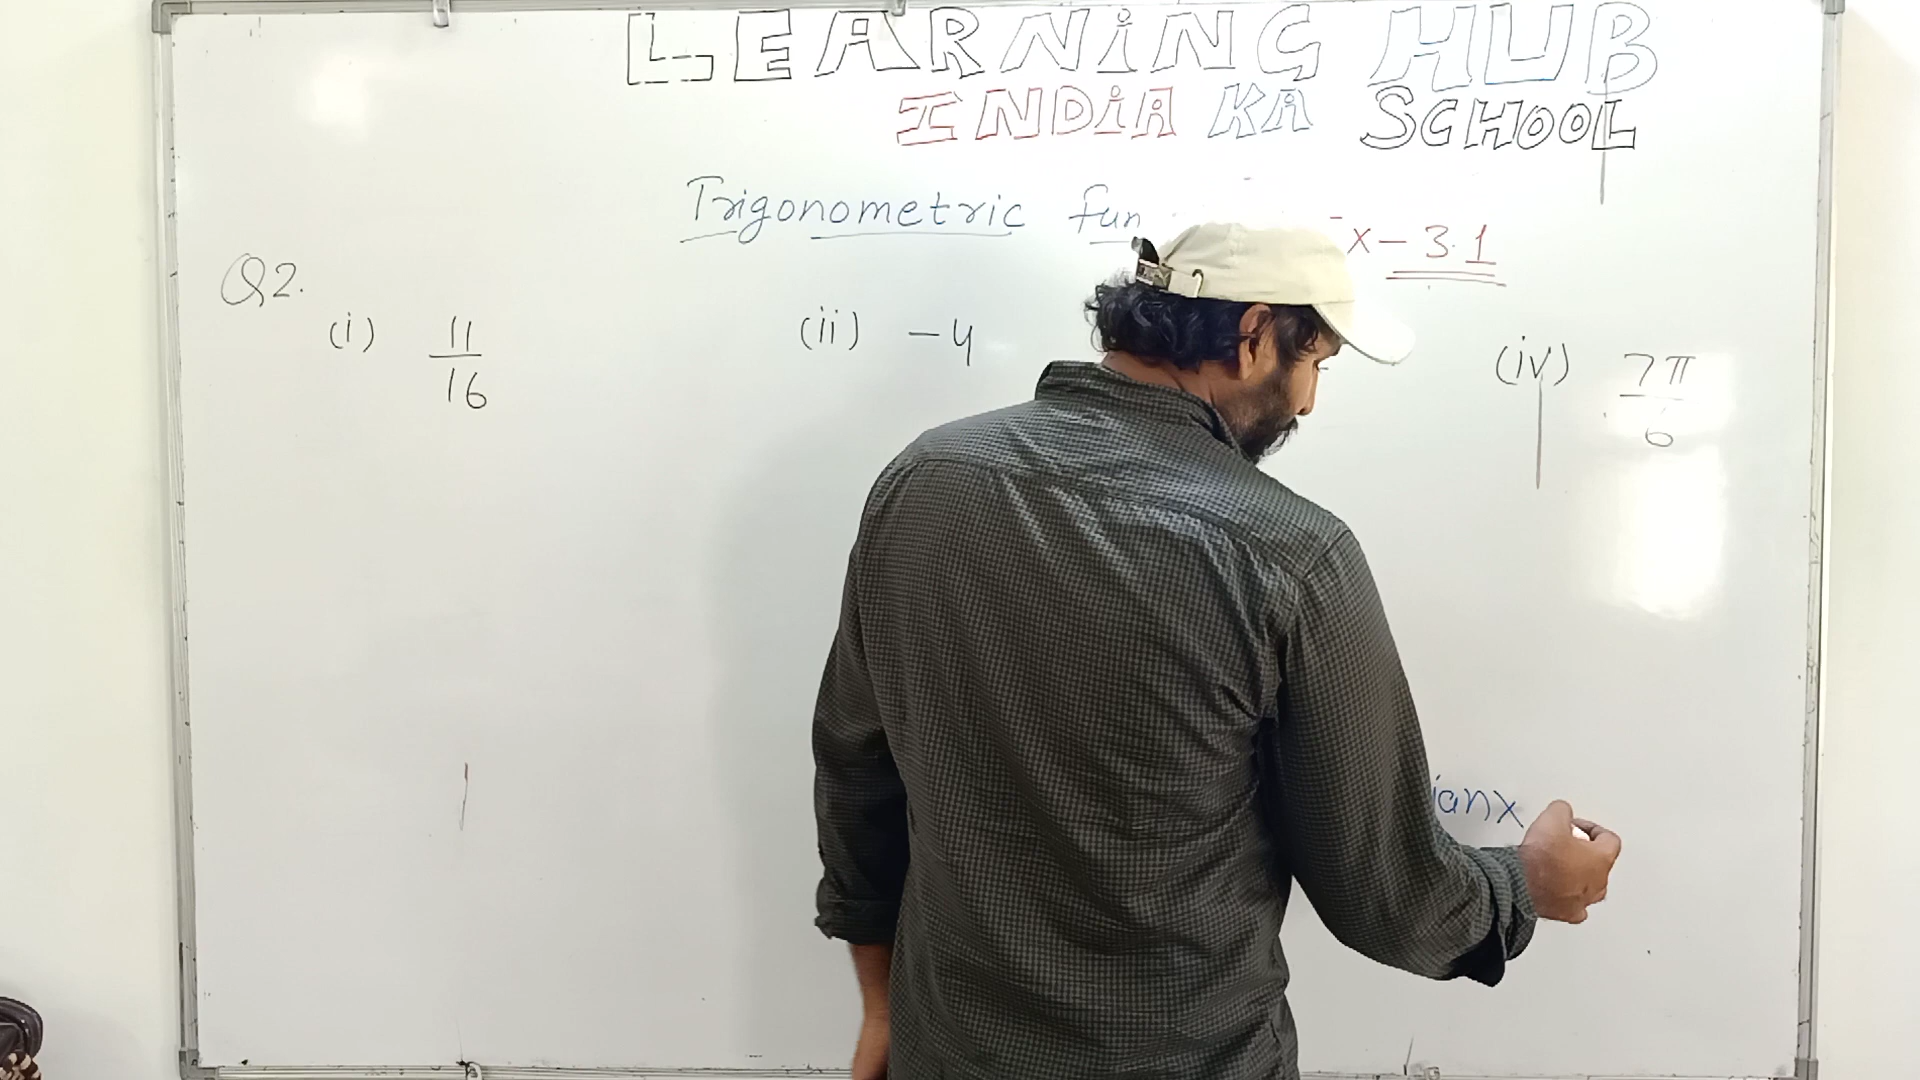 LEARNiNG HUB
iNDiA KA SCHOOL
Trigonometric fun
x-3.1
Q2.
(i) 11/16
(ii) -4
(iv) 7π/6
ianx